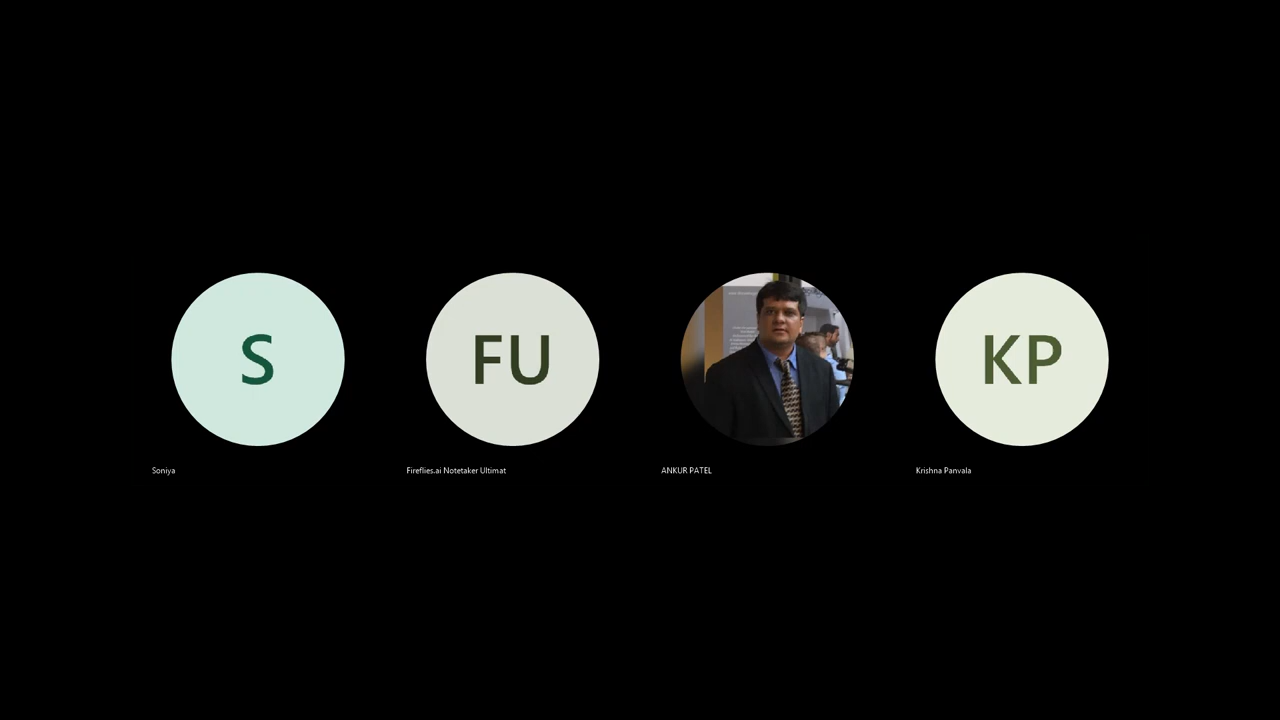 S
FU
KP
Soniya
Fireflies.ai Notetaker Ultimat
ANKUR PATEL
Krishna Panvala